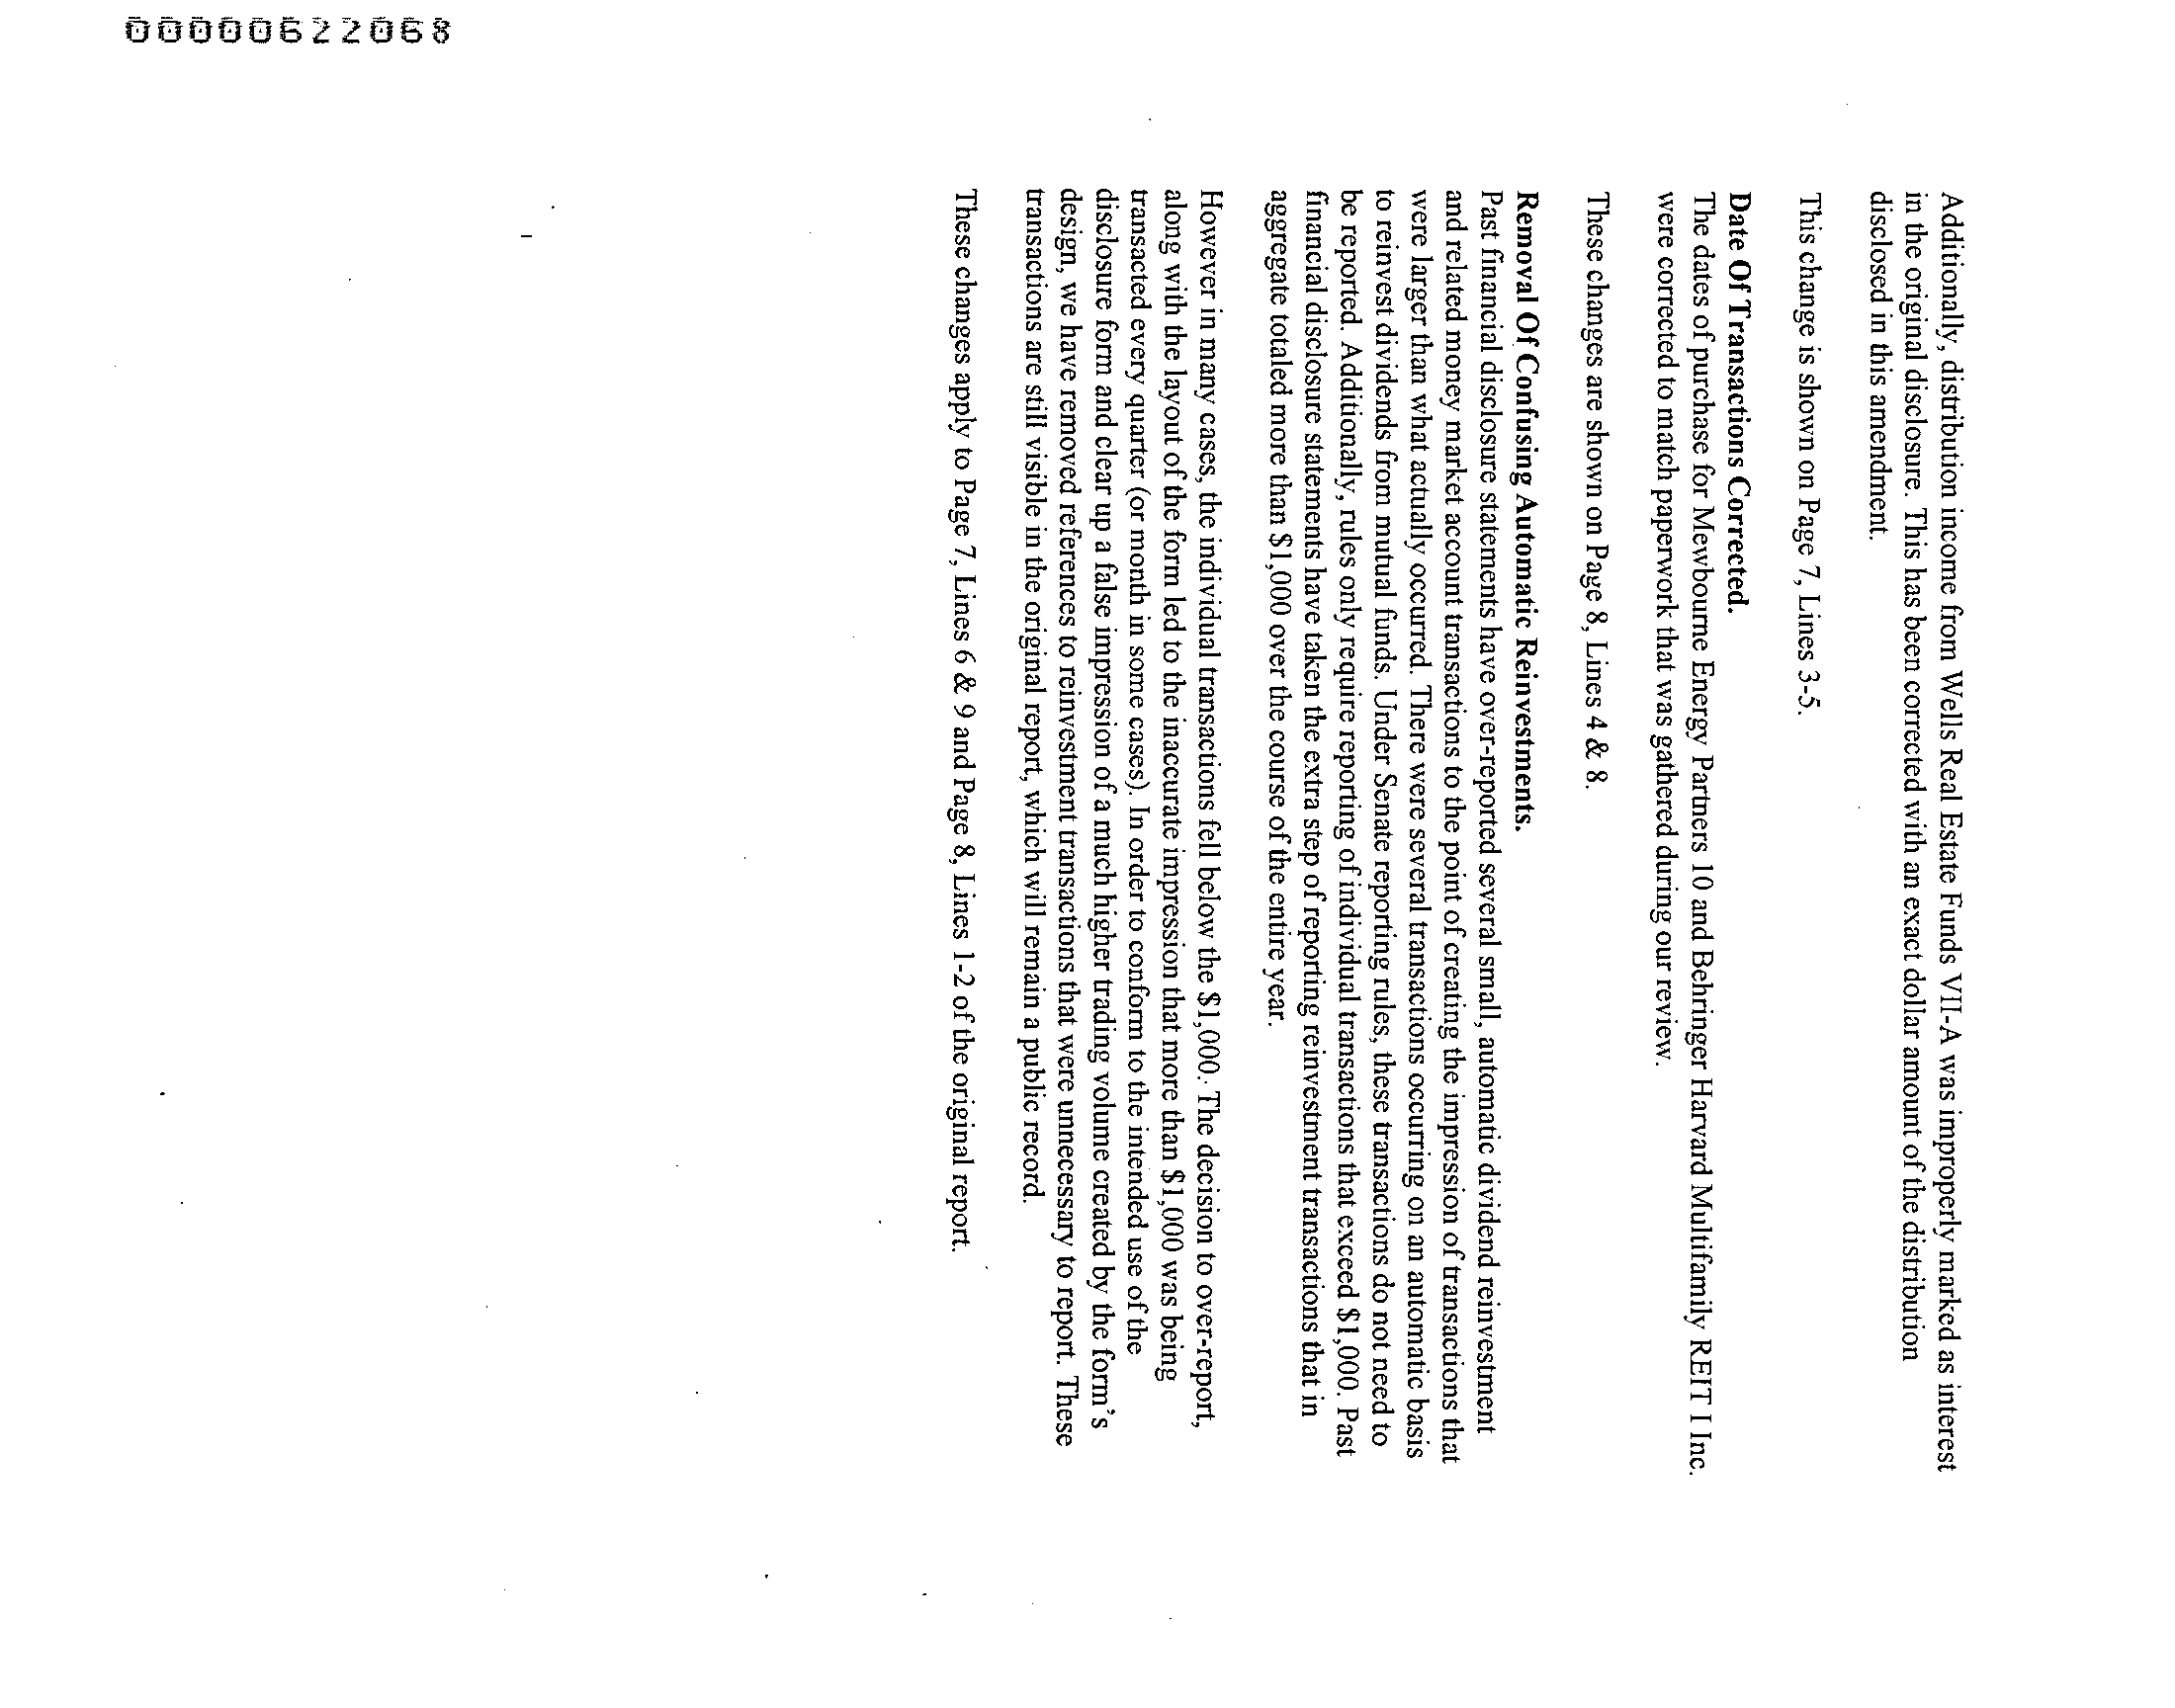 Additionally, distribution income from Wells Real Estate Funds VII-A was improperly marked as interest
in the original disclosure. This has been corrected with an exact dollar amount of the distribution
disclosed in this amendment.
This change is shown on Page 7, Lines 3-5.
Date Of Transactions Corrected.
The dates of purchase for Mewbourne Energy Partners 10 and Behringer Harvard Multifamily REIT I Inc.
were corrected to match paperwork that was gathered during our review.
These changes are shown on Page 8, Lines 4 & 8.
Removal Of Confusing Automatic Reinvestments.
Past financial disclosure statements have over-reported several small, automatic dividend reinvestment
and related money market account transactions to the point of creating the impression of transactions that
were larger than what actually occurred. There were several transactions occurring on an automatic basis
to reinvest dividends from mutual funds. Under Senate reporting rules, these transactions do not need to
be reported. Additionally, rules only require reporting of individual transactions that exceed $1,000. Past
financial disclosure statements have taken the extra step of reporting reinvestment transactions that in
aggregate totaled more than $1,000 over the course of the entire year.
However in many cases, the individual transactions fell below the $1,000. The decision to over-report,
along with the layout of the form led to the inaccurate impression that more than $1,000 was being
transacted every quarter (or month in some cases). In order to conform to the intended use of the
disclosure form and clear up a false impression of a much higher trading volume created by the form's
design, we have removed references to reinvestment transactions that were unnecessary to report. These
transactions are still visible in the original report, which will remain a public record.
These changes apply to Page 7, Lines 6 & 9 and Page 8, Lines 1-2 of the original report.
00000622068